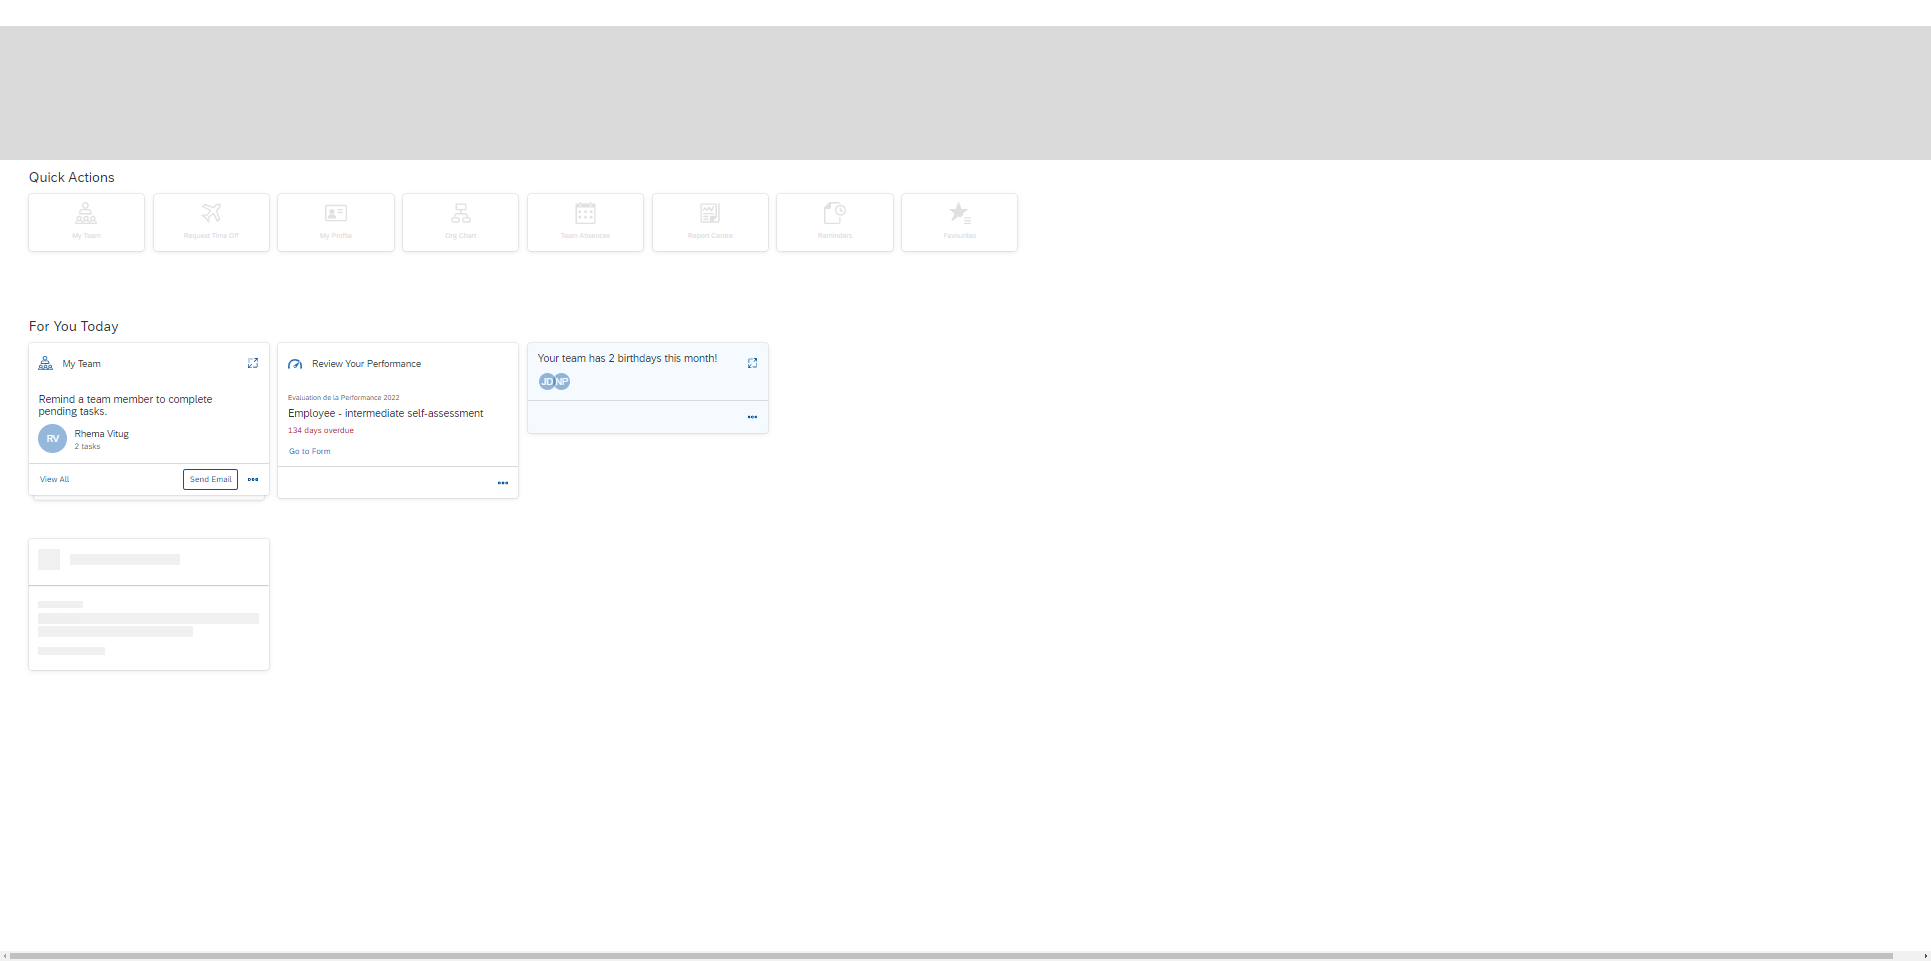 Quick Actions
My Team
Request Time Off
My Profile
Org Chart
Team Absences
Report Centre
Reminders
Favourites
For You Today
My Team
Remind a team member to complete
pending tasks.
RV
Rhema Vitug
2 tasks
View All
Send Email
Review Your Performance
Evaluation de la Performance 2022
Employee - intermediate self-assessment
134 days overdue
Go to Form
Your team has 2 birthdays this month!
JD NP